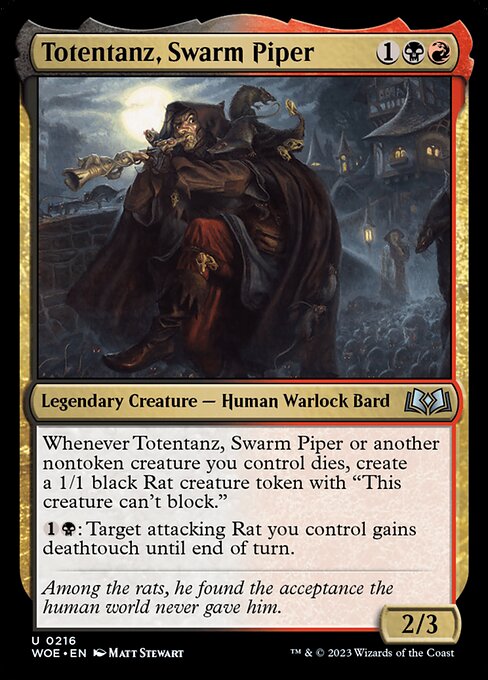 Totentanz, Swarm Piper 1
Legendary Creature — Human Warlock Bard
Whenever Totentanz, Swarm Piper or another
nontoken creature you control dies, create
a 1/1 black Rat creature token with “This
creature can't block.”
1 : Target attacking Rat you control gains
deathtouch until end of turn.
Among the rats, he found the acceptance the
human world never gave him.
2/3
U 0216
WOE • EN Matt Stewart
™ & © 2023 Wizards of the Coast